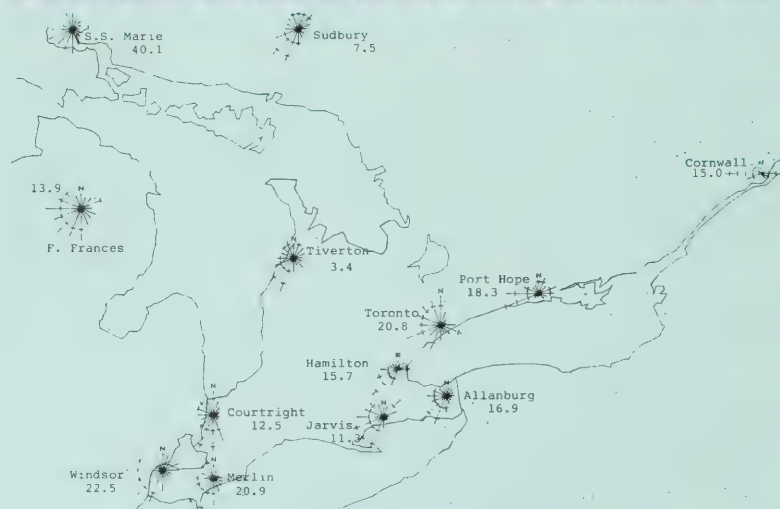 S.S. Marie
40.1
Sudbury
7.5
Cornwall
15.0
13.9
N
F. Frances
N
Tiverton
3.4
Port Hope
18.3
N
Toronto
20.8
N
Hamilton
15.7
N
Allanburg
16.9
N
Courtright
12.5
N
Jarvis
11.3
N
Windsor
22.5
N
Merlin
20.9